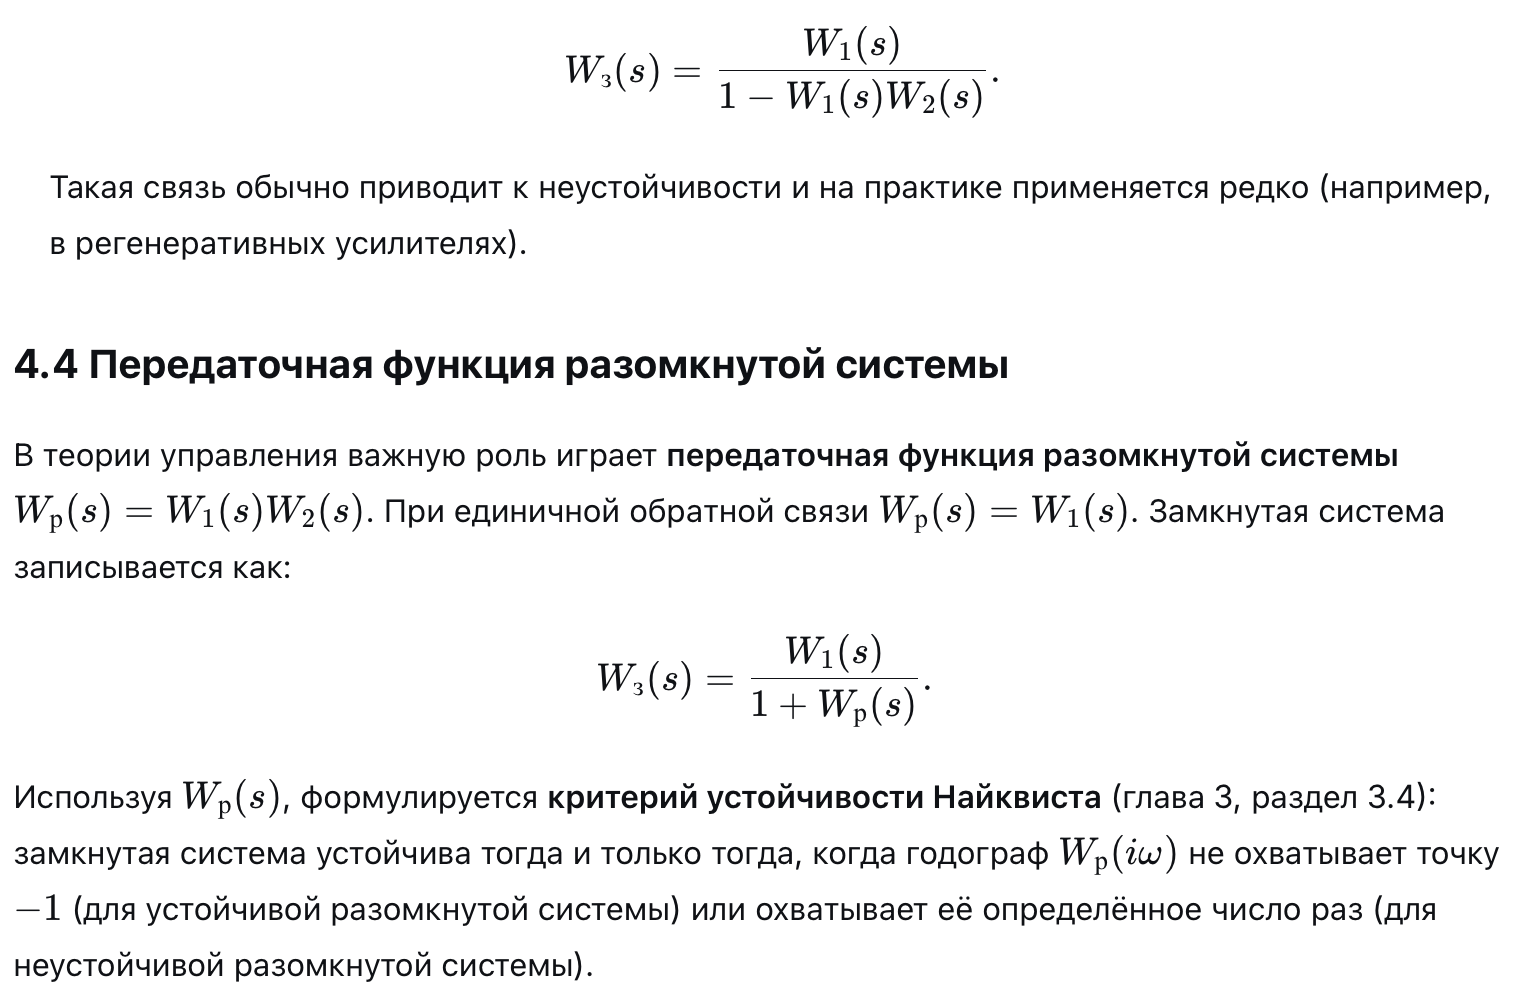 W_з(s) = W_1(s) / (1 − W_1(s)W_2(s)).
Такая связь обычно приводит к неустойчивости и на практике применяется редко (например,
в регенеративных усилителях).
4.4 Передаточная функция разомкнутой системы
В теории управления важную роль играет передаточная функция разомкнутой системы
W_р(s) = W_1(s)W_2(s). При единичной обратной связи W_р(s) = W_1(s). Замкнутая система
записывается как:
W_з(s) = W_1(s) / (1 + W_р(s)).
Используя W_р(s), формулируется критерий устойчивости Найквиста (глава 3, раздел 3.4):
замкнутая система устойчива тогда и только тогда, когда годограф W_р(iω) не охватывает точку
−1 (для устойчивой разомкнутой системы) или охватывает её определённое число раз (для
неустойчивой разомкнутой системы).